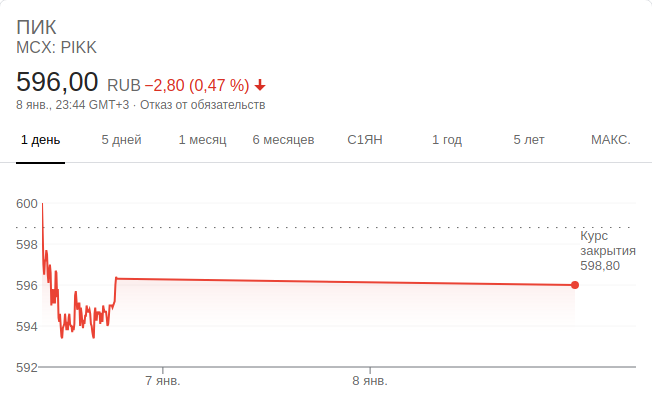 ПИК
MCX: PIKK
596,00 RUB −2,80 (0,47 %)
8 янв., 23:44 GMT+3 · Отказ от обязательств
1 день 5 дней 1 месяц 6 месяцев С1ЯН 1 год 5 лет МАКС.
600
Курс
закрытия
598,80
598
596
594
592
7 янв. 8 янв.